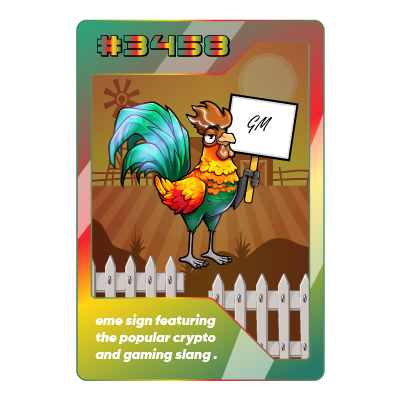 #3458
GM
eme sign featuring
the popular crypto
and gaming slang .